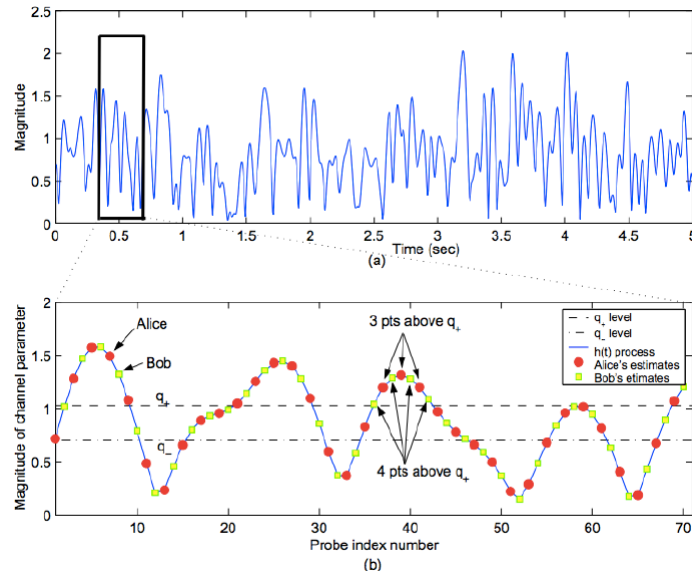 Magnitude
2.5
2
1.5
1
0.5
0
0 0.5 1 1.5 2 2.5 3 3.5 4 4.5 5
Time (sec)
(a)
Magnitude of channel parameter
2
1.5
1
0.5
0
Alice
Bob
q+
q−
3 pts above q+
4 pts above q+
q+ level
q− level
h(t) process
Alice's estimates
Bob's etimates
10 20 30 40 50 60 70
Probe index number
(b)